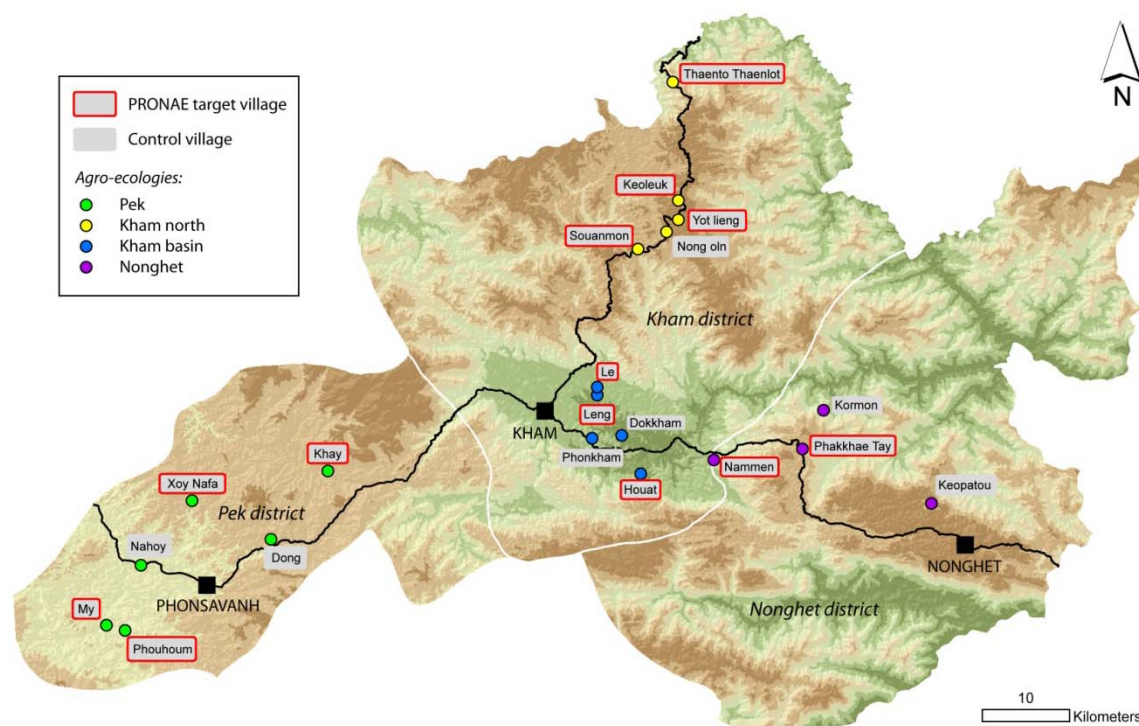 PRONAE target village
Control village
Agro-ecologies:
Pek
Kham north
Kham basin
Nonghet
N
Thaento Thaenlot
Keoleuk
Yot lieng
Souanmon
Nong oln
Kham district
Le
Leng
KHAM
Dokkham
Phonkham
Kormon
Phakkhae Tay
Nammen
Houat
Khay
Xoy Nafa
Keopatou
Pek district
Nahoy
Dong
NONGHET
PHONSAVANH
My
Phouhoum
Nonghet district
10
Kilometers